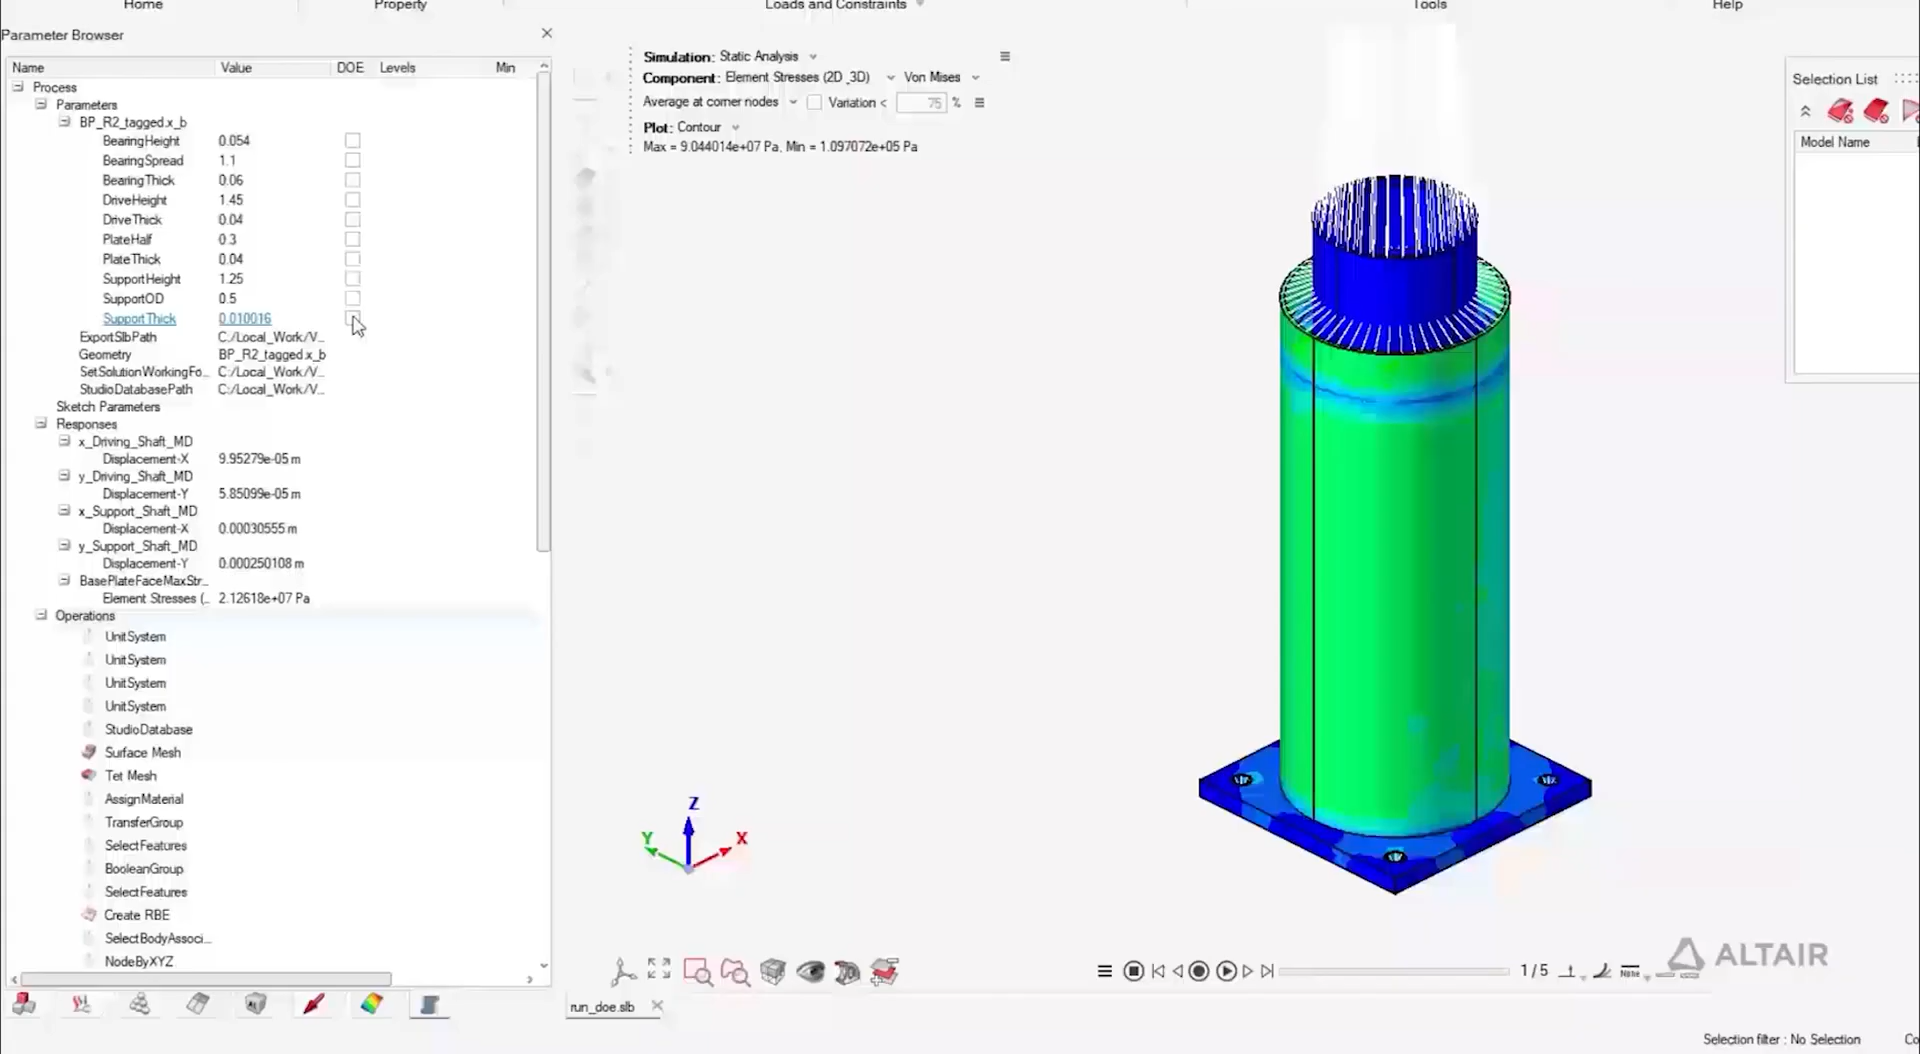 Home Property Loads and Constraints Tools Help
Parameter Browser
Name Value DOE Levels Min
Process
Parameters
BP_R2_tagged.x_b
BearingHeight 0.054
BearingSpread 1.1
BearingThick 0.06
DriveHeight 1.45
DriveThick 0.04
PlateHalf 0.3
PlateThick 0.04
SupportHeight 1.25
SupportOD 0.5
SupportThick 0.010016
ExportSlbPath C:/Local_Work/V...
Geometry BP_R2_tagged.x_b
SetSolutionWorkingFo... C:/Local_Work/V...
StudioDatabasePath C:/Local_Work/V...
Sketch Parameters
Responses
x_Driving_Shaft_MD
Displacement-X 9.95279e-05 m
y_Driving_Shaft_MD
Displacement-Y 5.85099e-05 m
x_Support_Shaft_MD
Displacement-X 0.00030555 m
y_Support_Shaft_MD
Displacement-Y 0.000250108 m
BasePlateFaceMaxStr...
Element Stresses (... 2.12618e+07 Pa
Operations
UnitSystem
UnitSystem
UnitSystem
UnitSystem
StudioDatabase
Surface Mesh
Tet Mesh
AssignMaterial
TransferGroup
SelectFeatures
BooleanGroup
SelectFeatures
Create RBE
SelectBodyAssoci...
NodeByXYZ
Simulation: Static Analysis
Component: Element Stresses (2D_3D) Von Mises
Average at corner nodes Variation < 75 %
Plot: Contour
Max = 9.044014e+07 Pa, Min = 1.097072e+05 Pa
Selection List
Model Name
Z
Y
X
1/5
None
ALTAIR
run_doe.slb
Selection filter : No Selection
Co